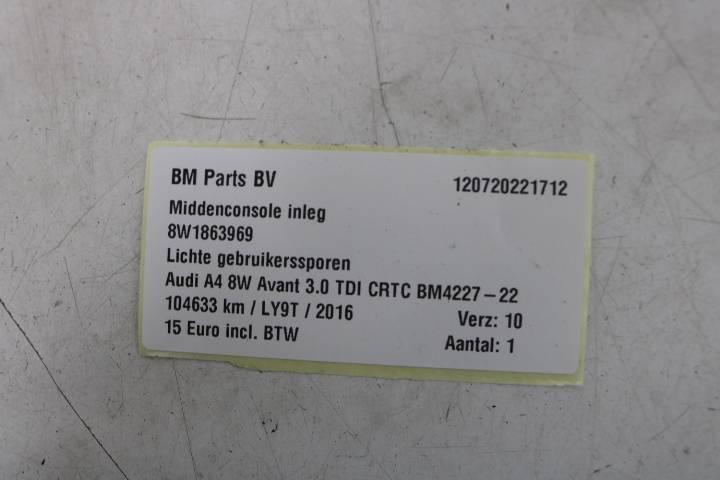 BM Parts BV 120720221712
Middenconsole inleg
8W1863969
Lichte gebruikerssporen
Audi A4 8W Avant 3.0 TDI CRTC BM4227-22
104633 km / LY9T / 2016 Verz: 10
15 Euro incl. BTW Aantal: 1